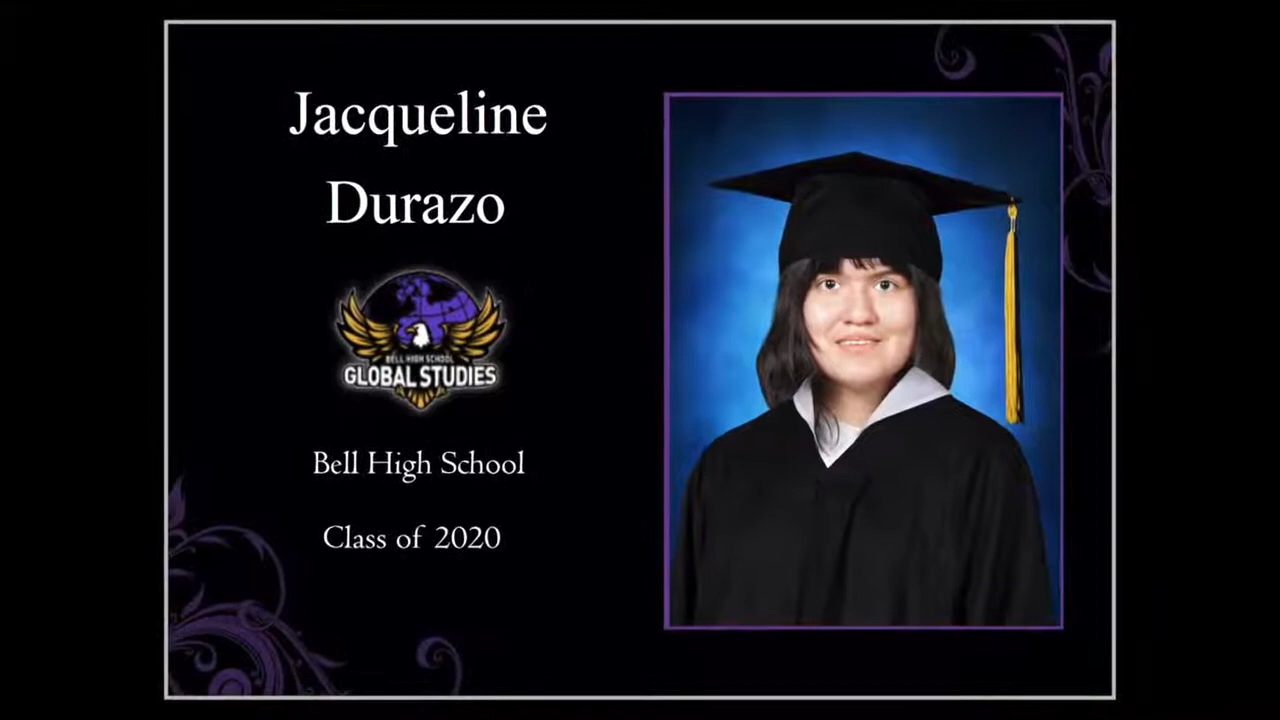 Jacqueline
Durazo
BELL HIGH SCHOOL
GLOBAL STUDIES
Bell High School
Class of 2020